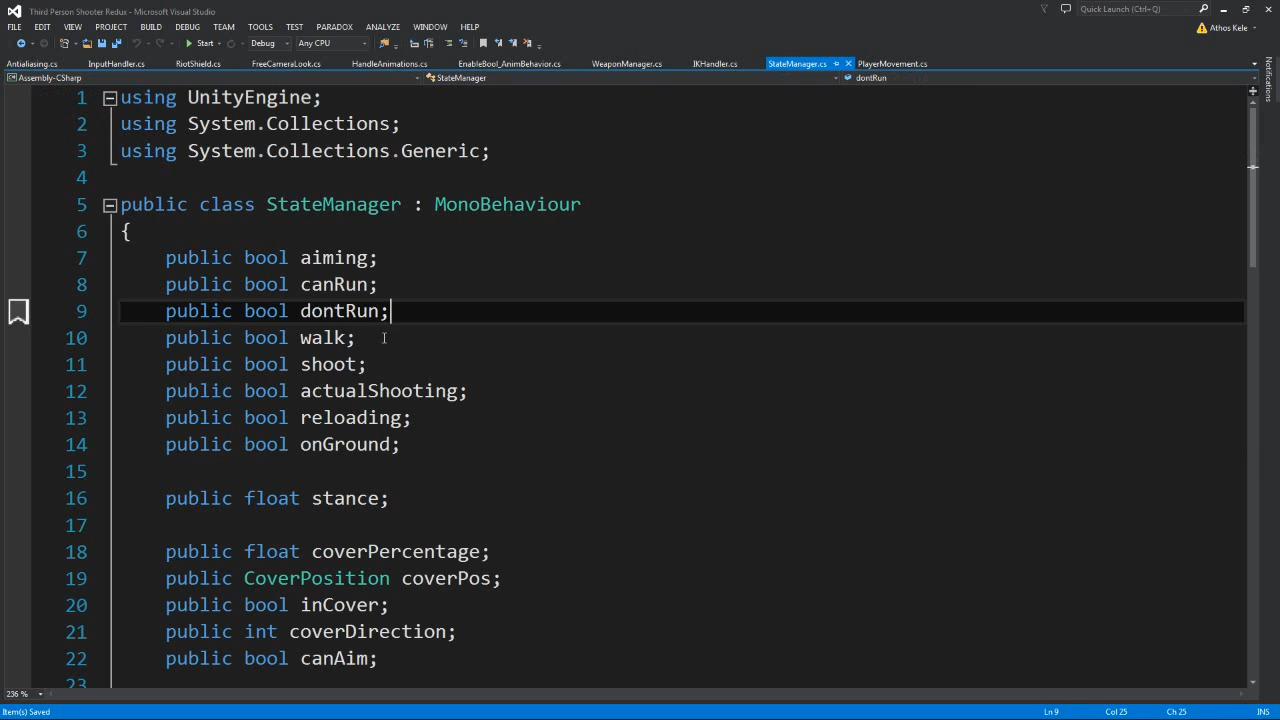 Third Person Shooter Redux - Microsoft Visual Studio
Quick Launch (Ctrl+Q)
FILE EDIT VIEW PROJECT BUILD DEBUG TEAM TOOLS TEST PARADOX ANALYZE WINDOW HELP
Athos Kele
Start Debug Any CPU
Antialiasing.cs InputHandler.cs RiotShield.cs FreeCameraLook.cs HandleAnimations.cs EnableBool_AnimBehavior.cs WeaponManager.cs IKHandler.cs StateManager.cs PlayerMovement.cs
Assembly-CSharp StateManager dontRun
Notifications
1 using UnityEngine;
2 using System.Collections;
3 using System.Collections.Generic;
4
5 public class StateManager : MonoBehaviour
6 {
7 public bool aiming;
8 public bool canRun;
9 public bool dontRun;
10 public bool walk;
11 public bool shoot;
12 public bool actualShooting;
13 public bool reloading;
14 public bool onGround;
15
16 public float stance;
17
18 public float coverPercentage;
19 public CoverPosition coverPos;
20 public bool inCover;
21 public int coverDirection;
22 public bool canAim;
23
236 %
Item(s) Saved Ln 9 Col 25 Ch 25 INS